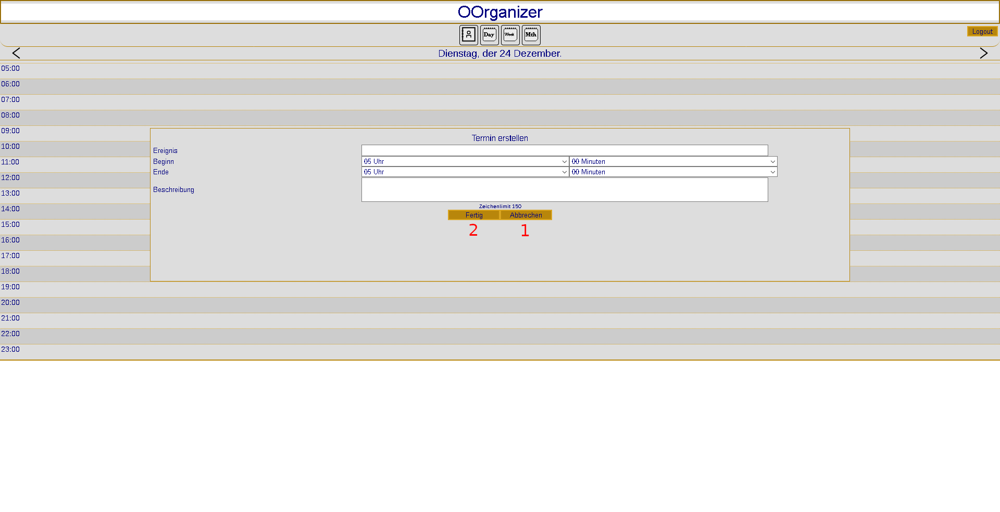 OOrganizer
Day Week Mth
Logout
Dienstag, der 24 Dezember.
05:00
06:00
07:00
08:00
09:00
10:00
11:00
12:00
13:00
14:00
15:00
16:00
17:00
18:00
19:00
20:00
21:00
22:00
23:00
Termin erstellen
Ereignis
Beginn 05 Uhr 00 Minuten
Ende 05 Uhr 00 Minuten
Beschreibung
Zeichenlimit 150
Fertig Abbrechen
2 1